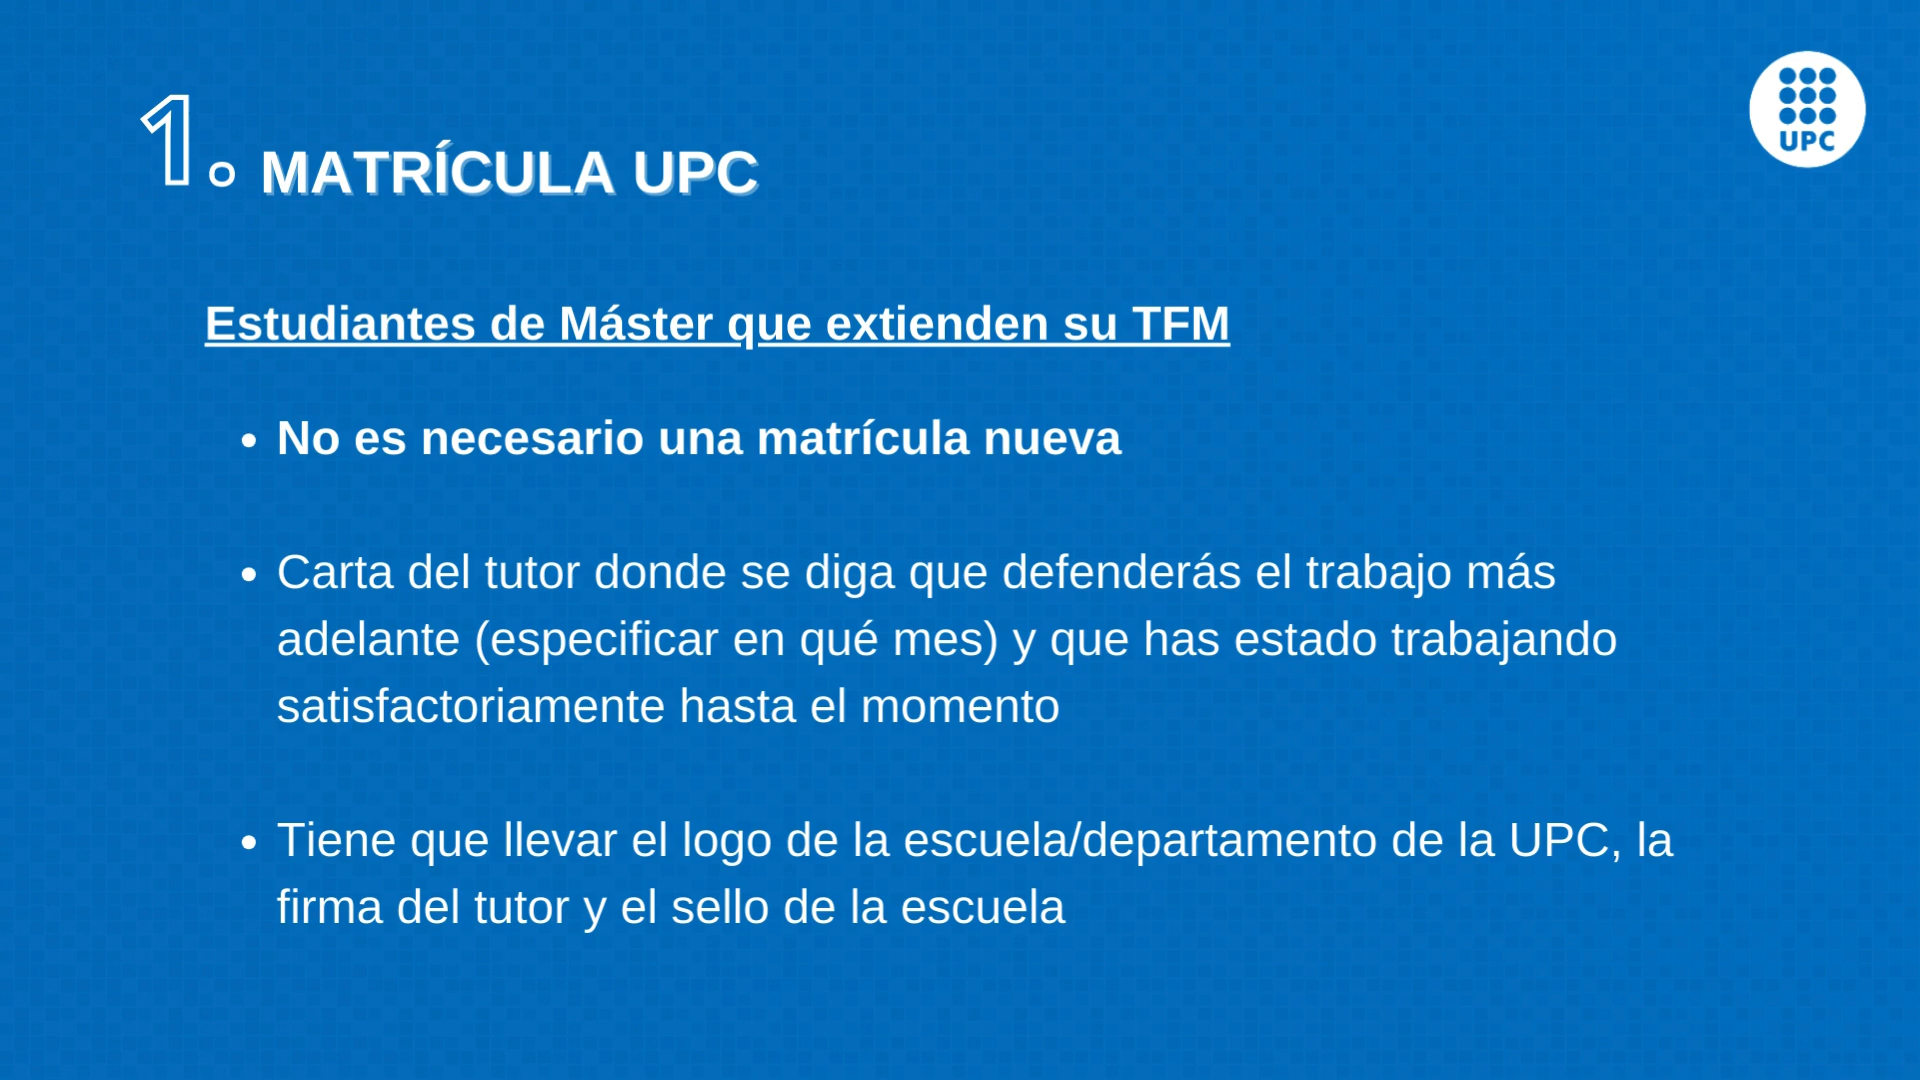 1. MATRÍCULA UPC
UPC
Estudiantes de Máster que extienden su TFM
• No es necesario una matrícula nueva
• Carta del tutor donde se diga que defenderás el trabajo más
adelante (especificar en qué mes) y que has estado trabajando
satisfactoriamente hasta el momento
• Tiene que llevar el logo de la escuela/departamento de la UPC, la
firma del tutor y el sello de la escuela